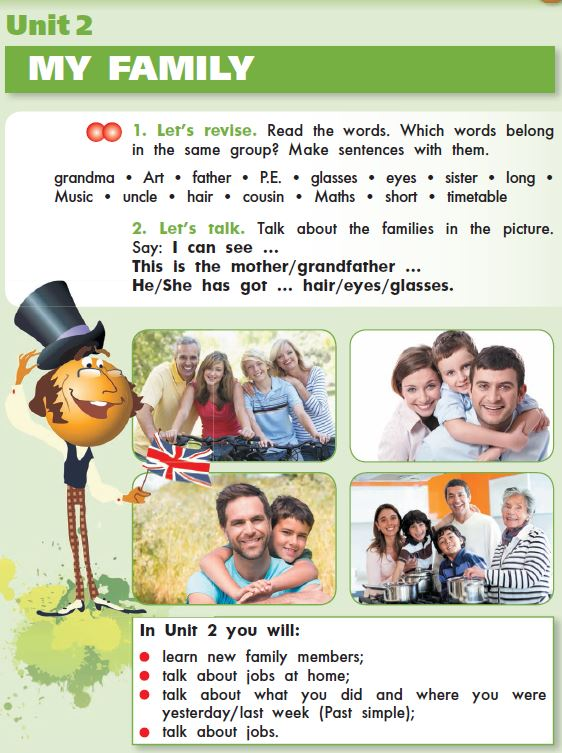 Unit 2
MY FAMILY
1. Let's revise. Read the words. Which words belong
in the same group? Make sentences with them.
grandma • Art • father • P.E. • glasses • eyes • sister • long •
Music • uncle • hair • cousin • Maths • short • timetable
2. Let's talk. Talk about the families in the picture.
Say: I can see ...
This is the mother/grandfather ...
He/She has got ... hair/eyes/glasses.
In Unit 2 you will:
● learn new family members;
● talk about jobs at home;
● talk about what you did and where you were
yesterday/last week (Past simple);
● talk about jobs.